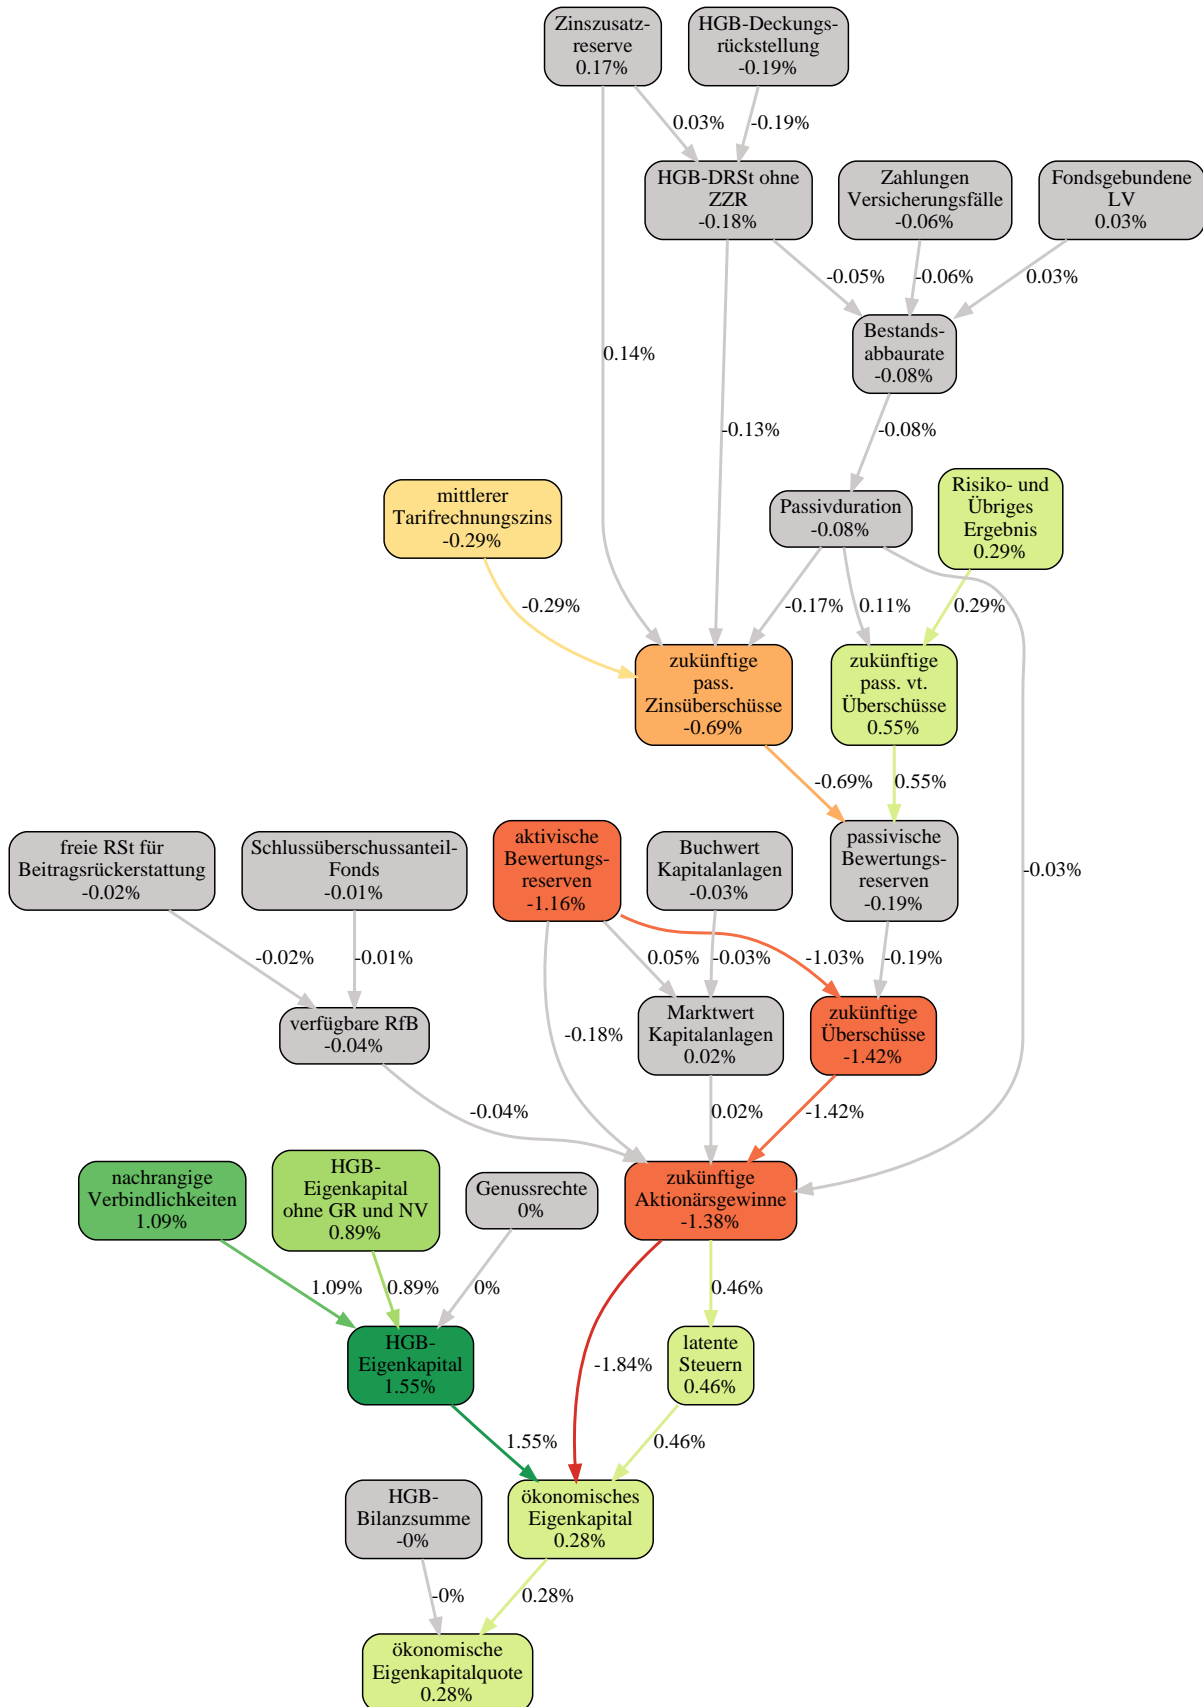 Zinszusatz-
reserve
0.17%
HGB-Deckungs-
rückstellung
-0.19%
0.03%
-0.19%
HGB-DRSt ohne
ZZR
-0.18%
Zahlungen
Versicherungsfälle
-0.06%
Fondsgebundene
LV
0.03%
-0.05%
-0.06%
0.03%
Bestands-
abbaurate
-0.08%
0.14%
-0.13%
-0.08%
mittlerer
Tarifrechnungszins
-0.29%
Passivduration
-0.08%
Risiko- und
Übriges
Ergebnis
0.29%
-0.29%
-0.17%
0.11%
0.29%
zukünftige
pass.
Zinsüberschüsse
-0.69%
zukünftige
pass. vt.
Überschüsse
0.55%
-0.69%
0.55%
freie RSt für
Beitragsrückerstattung
-0.02%
Schlussüberschussanteil-
Fonds
-0.01%
aktivische
Bewertungs-
reserven
-1.16%
Buchwert
Kapitalanlagen
-0.03%
passivische
Bewertungs-
reserven
-0.19%
-0.03%
-0.02%
-0.01%
0.05%
-0.03%
-1.03%
-0.19%
verfügbare RfB
-0.04%
-0.18%
Marktwert
Kapitalanlagen
0.02%
zukünftige
Überschüsse
-1.42%
-0.04%
0.02%
-1.42%
nachrangige
Verbindlichkeiten
1.09%
HGB-
Eigenkapital
ohne GR und NV
0.89%
Genussrechte
0%
zukünftige
Aktionärsgewinne
-1.38%
1.09%
0.89%
0%
0.46%
HGB-
Eigenkapital
1.55%
-1.84%
latente
Steuern
0.46%
1.55%
0.46%
HGB-
Bilanzsumme
-0%
ökonomisches
Eigenkapital
0.28%
-0%
0.28%
ökonomische
Eigenkapitalquote
0.28%